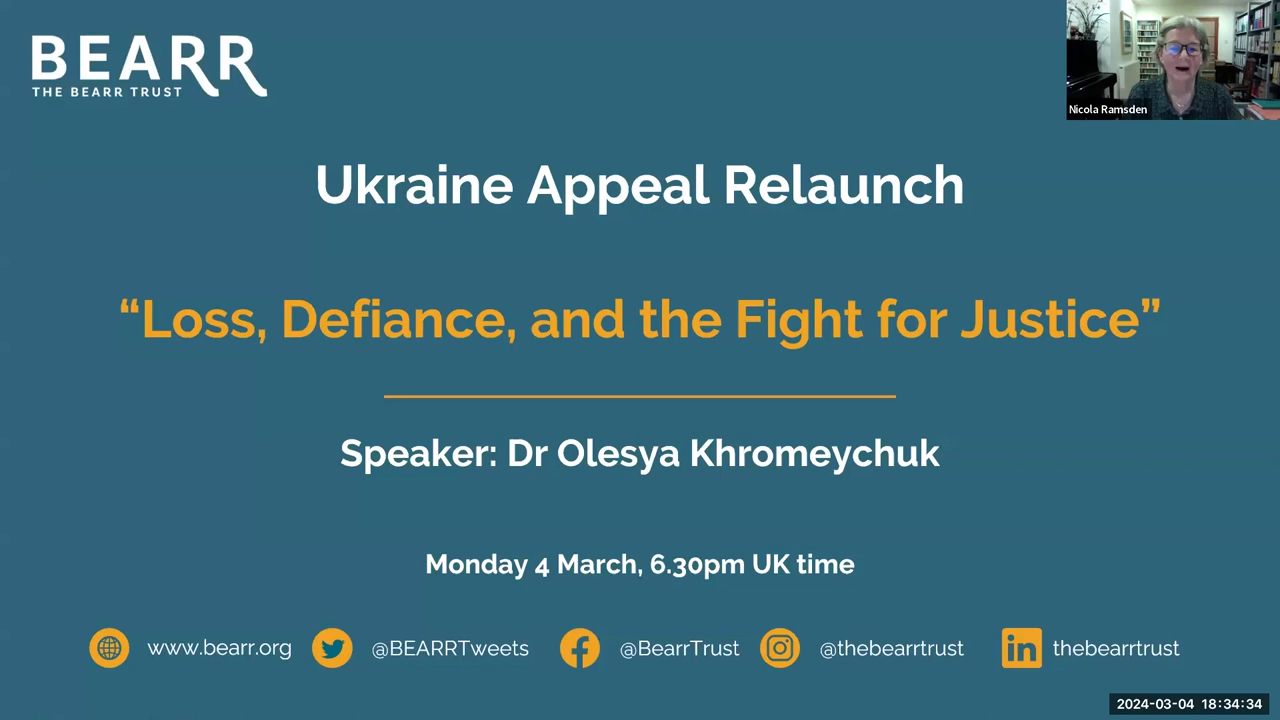 BEARR
THE BEARR TRUST
Nicola Ramsden
Ukraine Appeal Relaunch
“Loss, Defiance, and the Fight for Justice”
Speaker: Dr Olesya Khromeychuk
Monday 4 March, 6.30pm UK time
www.bearr.org @BEARRTweets @BearrTrust @thebearrtrust in thebearrtrust
2024-03-04 18:34:34